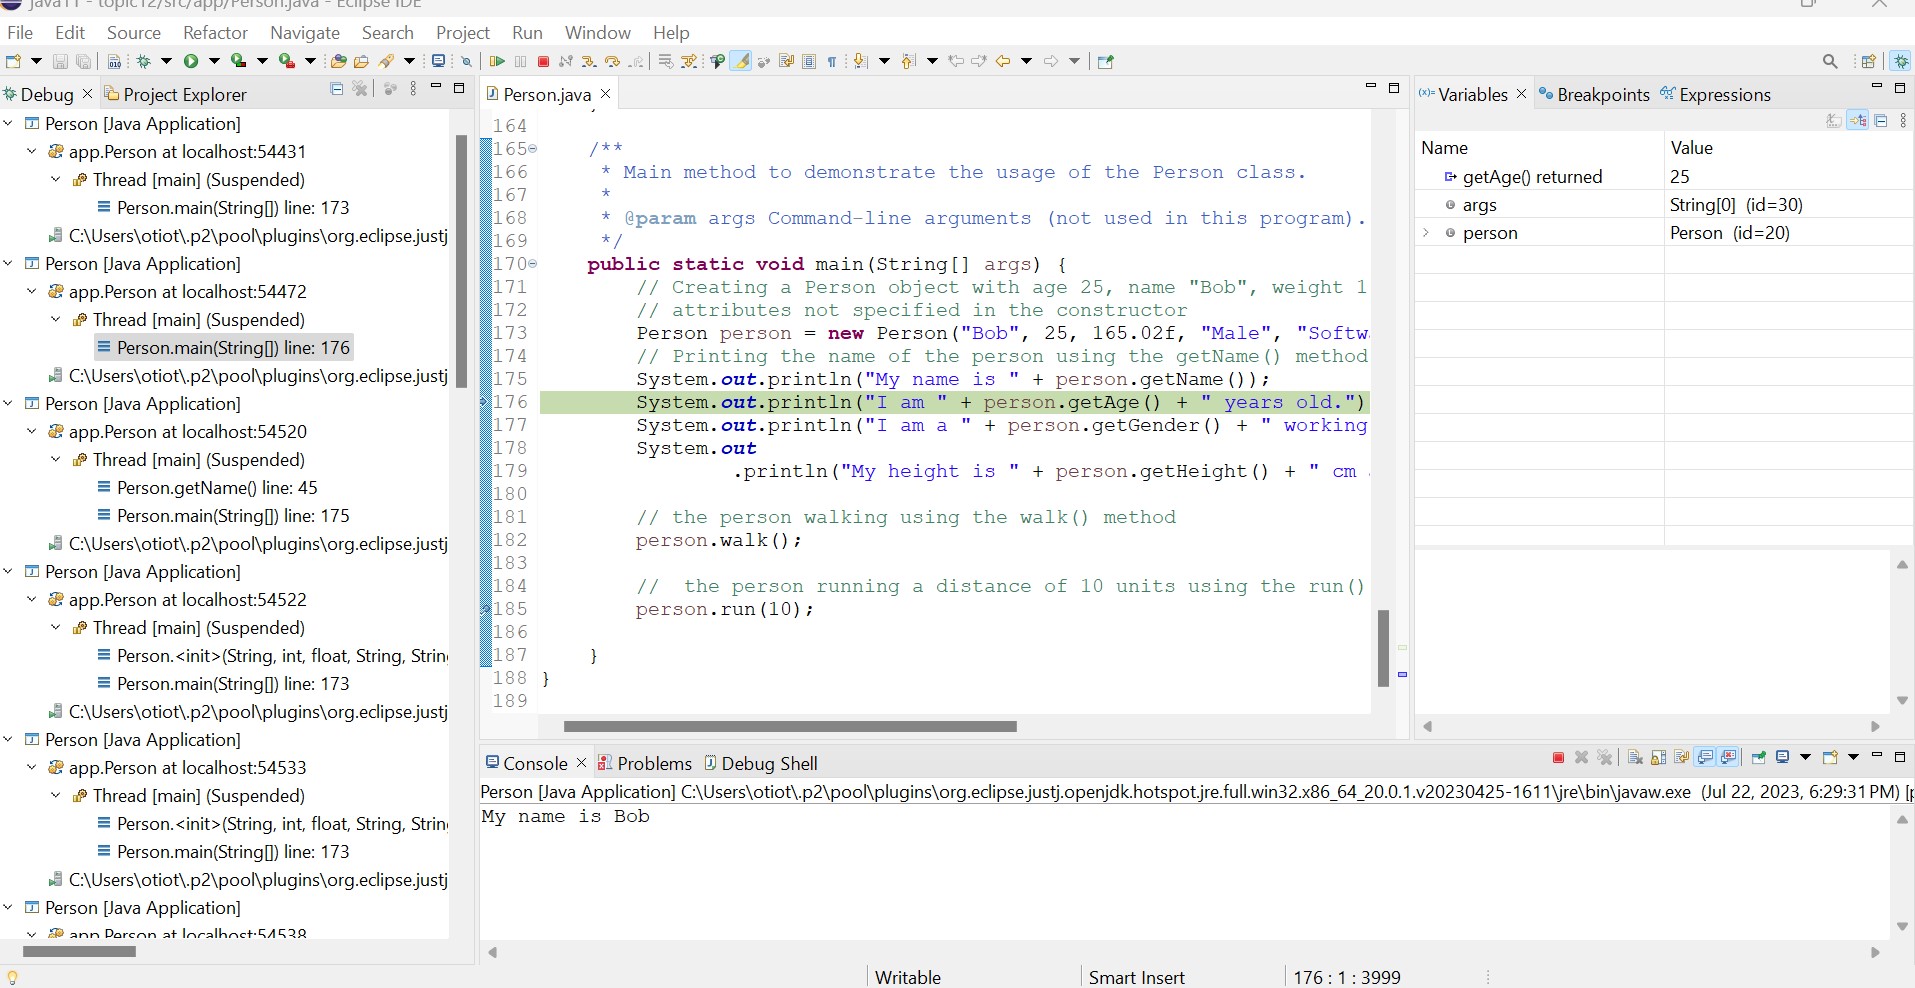 java11 - topic12/src/app/Person.java - Eclipse IDE
File Edit Source Refactor Navigate Search Project Run Window Help
Debug Project Explorer
Person [Java Application]
app.Person at localhost:54431
Thread [main] (Suspended)
Person.main(String[]) line: 173
C:\Users\otiot\.p2\pool\plugins\org.eclipse.justj
Person [Java Application]
app.Person at localhost:54472
Thread [main] (Suspended)
Person.main(String[]) line: 176
C:\Users\otiot\.p2\pool\plugins\org.eclipse.justj
Person [Java Application]
app.Person at localhost:54520
Thread [main] (Suspended)
Person.getName() line: 45
Person.main(String[]) line: 175
C:\Users\otiot\.p2\pool\plugins\org.eclipse.justj
Person [Java Application]
app.Person at localhost:54522
Thread [main] (Suspended)
Person.<init>(String, int, float, String, Strin
Person.main(String[]) line: 173
C:\Users\otiot\.p2\pool\plugins\org.eclipse.justj
Person [Java Application]
app.Person at localhost:54533
Thread [main] (Suspended)
Person.<init>(String, int, float, String, Strin
Person.main(String[]) line: 173
C:\Users\otiot\.p2\pool\plugins\org.eclipse.justj
Person [Java Application]
app.Person at localhost:54538
Person.java
164
165 /**
166 * Main method to demonstrate the usage of the Person class.
167 *
168 * @param args Command-line arguments (not used in this program).
169 */
170 public static void main(String[] args) {
171 // Creating a Person object with age 25, name "Bob", weight 1
172 // attributes not specified in the constructor
173 Person person = new Person("Bob", 25, 165.02f, "Male", "Softw
174 // Printing the name of the person using the getName() method
175 System.out.println("My name is " + person.getName());
176 System.out.println("I am " + person.getAge() + " years old.")
177 System.out.println("I am a " + person.getGender() + " working
178 System.out
179 .println("My height is " + person.getHeight() + " cm
180
181 // the person walking using the walk() method
182 person.walk();
183
184 // the person running a distance of 10 units using the run()
185 person.run(10);
186
187 }
188 }
189
Variables Breakpoints Expressions
Name Value
getAge() returned 25
args String[0] (id=30)
person Person (id=20)
Console Problems Debug Shell
Person [Java Application] C:\Users\otiot\.p2\pool\plugins\org.eclipse.justj.openjdk.hotspot.jre.full.win32.x86_64_20.0.1.v20230425-1611\jre\bin\javaw.exe (Jul 22, 2023, 6:29:31 PM) [p
My name is Bob
Writable Smart Insert 176 : 1 : 3999